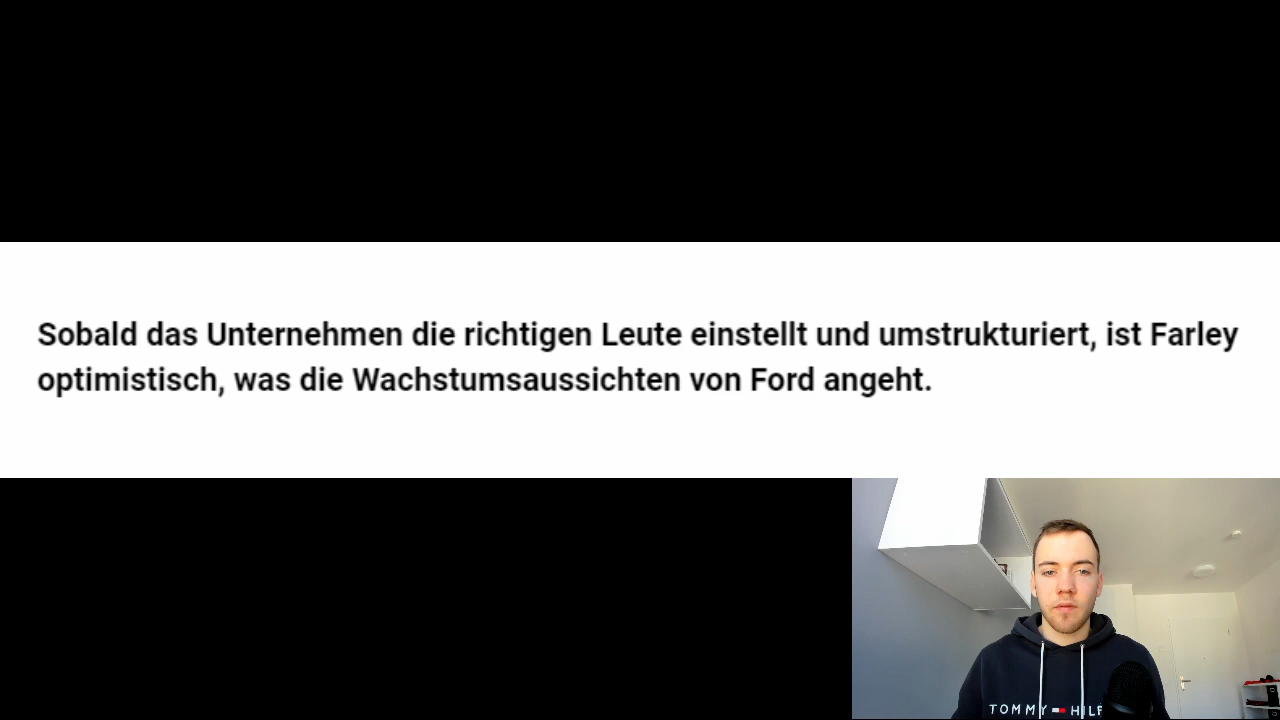 Sobald das Unternehmen die richtigen Leute einstellt und umstrukturiert, ist Farley
optimistisch, was die Wachstumsaussichten von Ford angeht.
TOMMY HILF